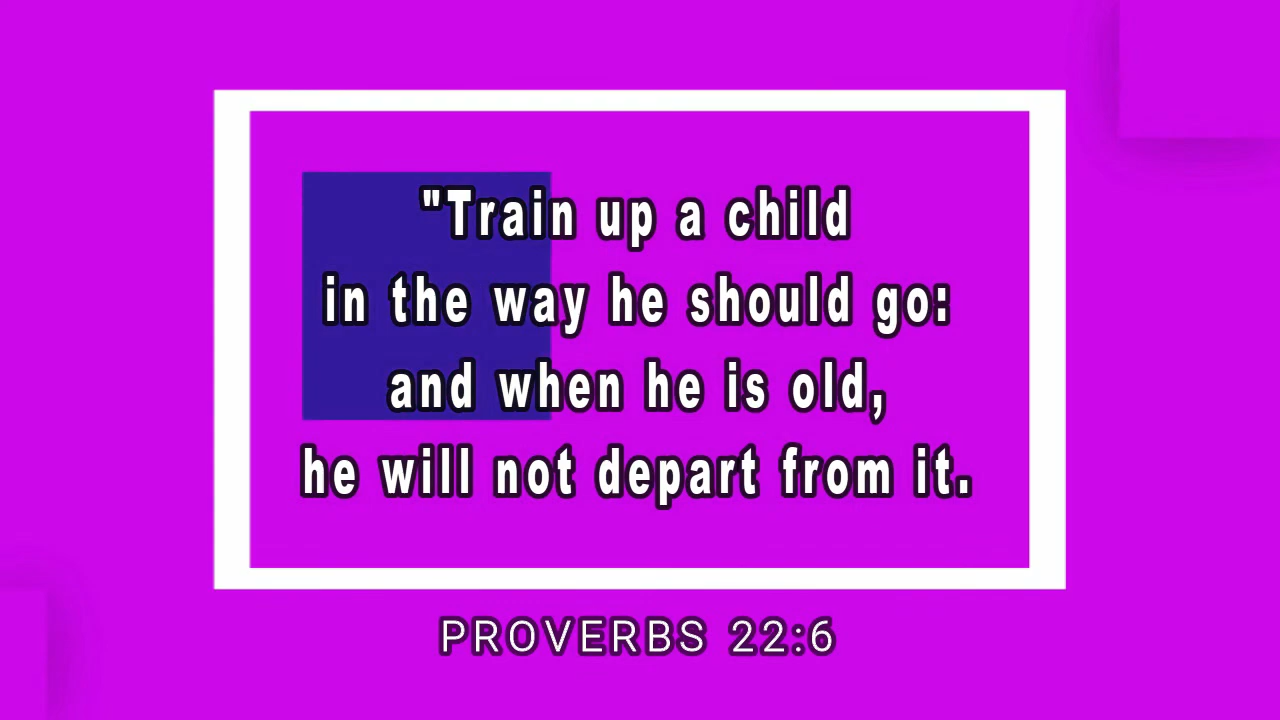 "Train up a child
in the way he should go:
and when he is old,
he will not depart from it.
PROVERBS 22:6